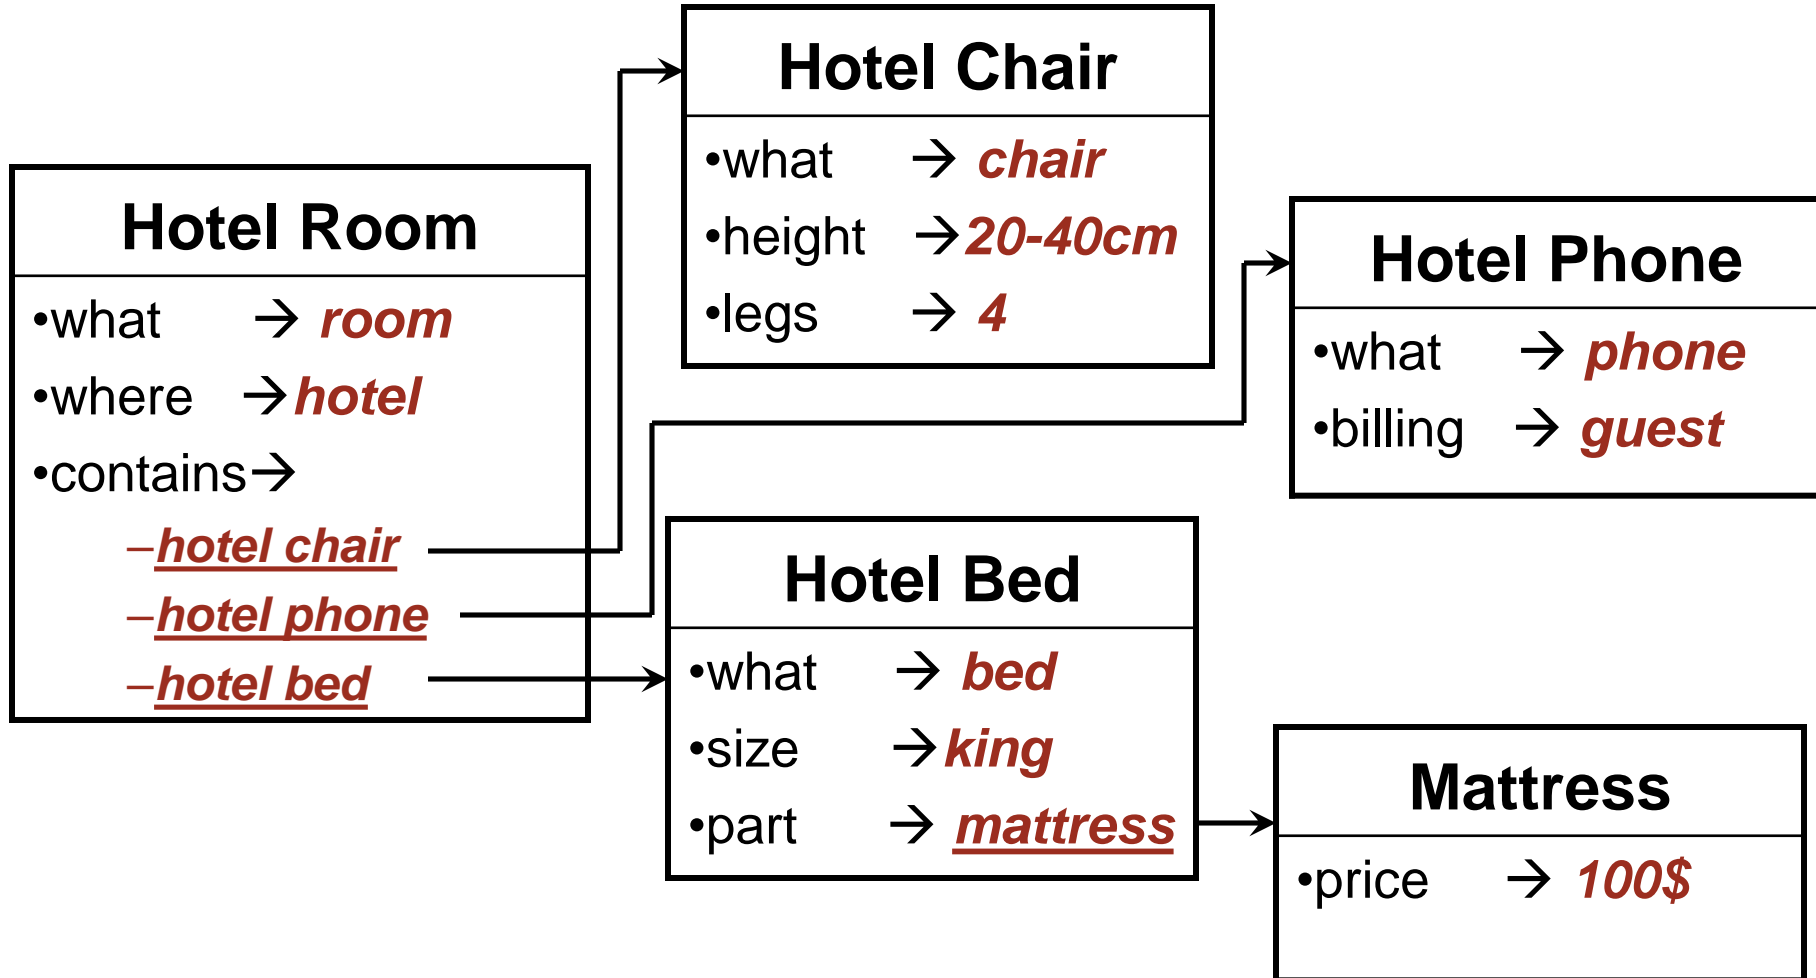 Hotel Room
•what → room
•where → hotel
•contains→
–hotel chair
–hotel phone
–hotel bed
Hotel Chair
•what → chair
•height → 20-40cm
•legs → 4
Hotel Phone
•what → phone
•billing → guest
Hotel Bed
•what → bed
•size → king
•part → mattress
Mattress
•price → 100$